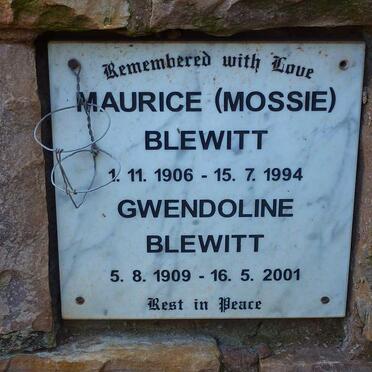 Remembered with Love
MAURICE (MOSSIE)
BLEWITT
1. 11. 1906 - 15. 7. 1994
GWENDOLINE
BLEWITT
5. 8. 1909 - 16. 5. 2001
Rest in Peace